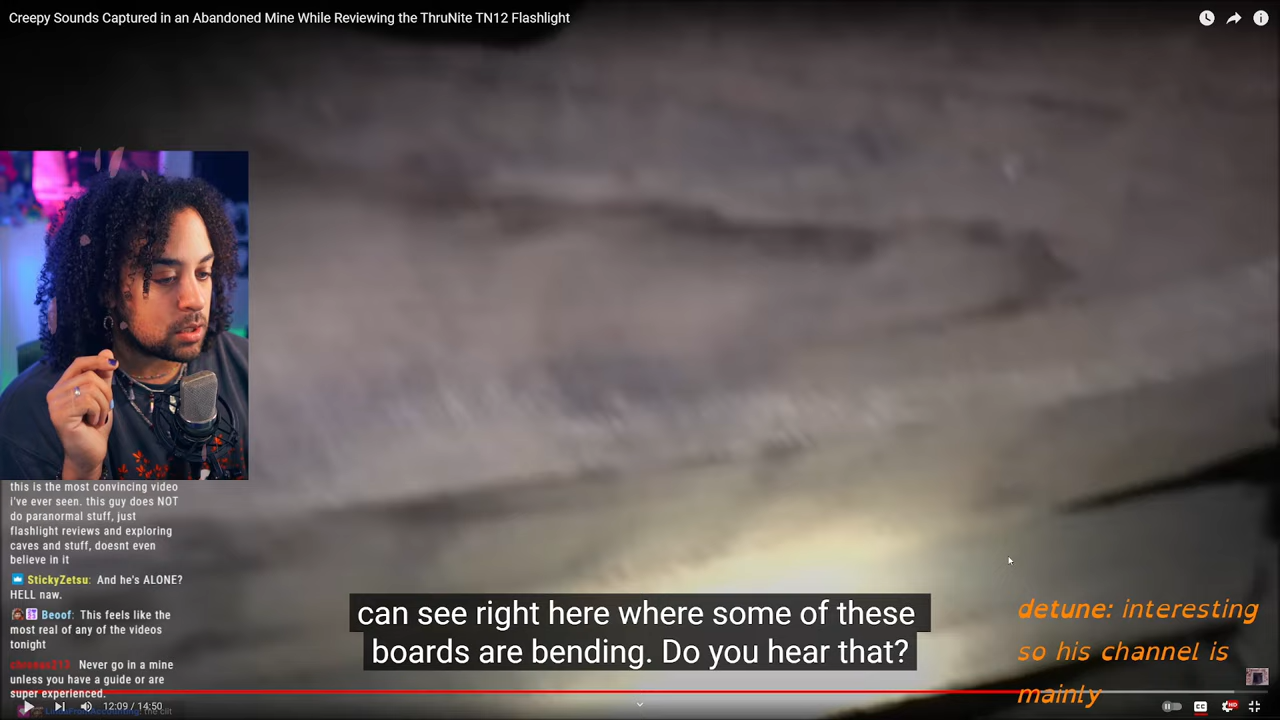 Creepy Sounds Captured in an Abandoned Mine While Reviewing the ThruNite TN12 Flashlight
this is the most convincing video
i've ever seen. this guy does NOT
do paranormal stuff, just
flashlight reviews and exploring
caves and stuff, doesnt even
believe in it
StickyZetsu: And he's ALONE?
HELL naw.
Beoof: This feels like the
most real of any of the videos
tonight
Never go in a mine
unless you have a guide or are
super experienced.
can see right here where some of these
boards are bending. Do you hear that?
detune: interesting
so his channel is
mainly
12:09 / 14:50
CC
HD